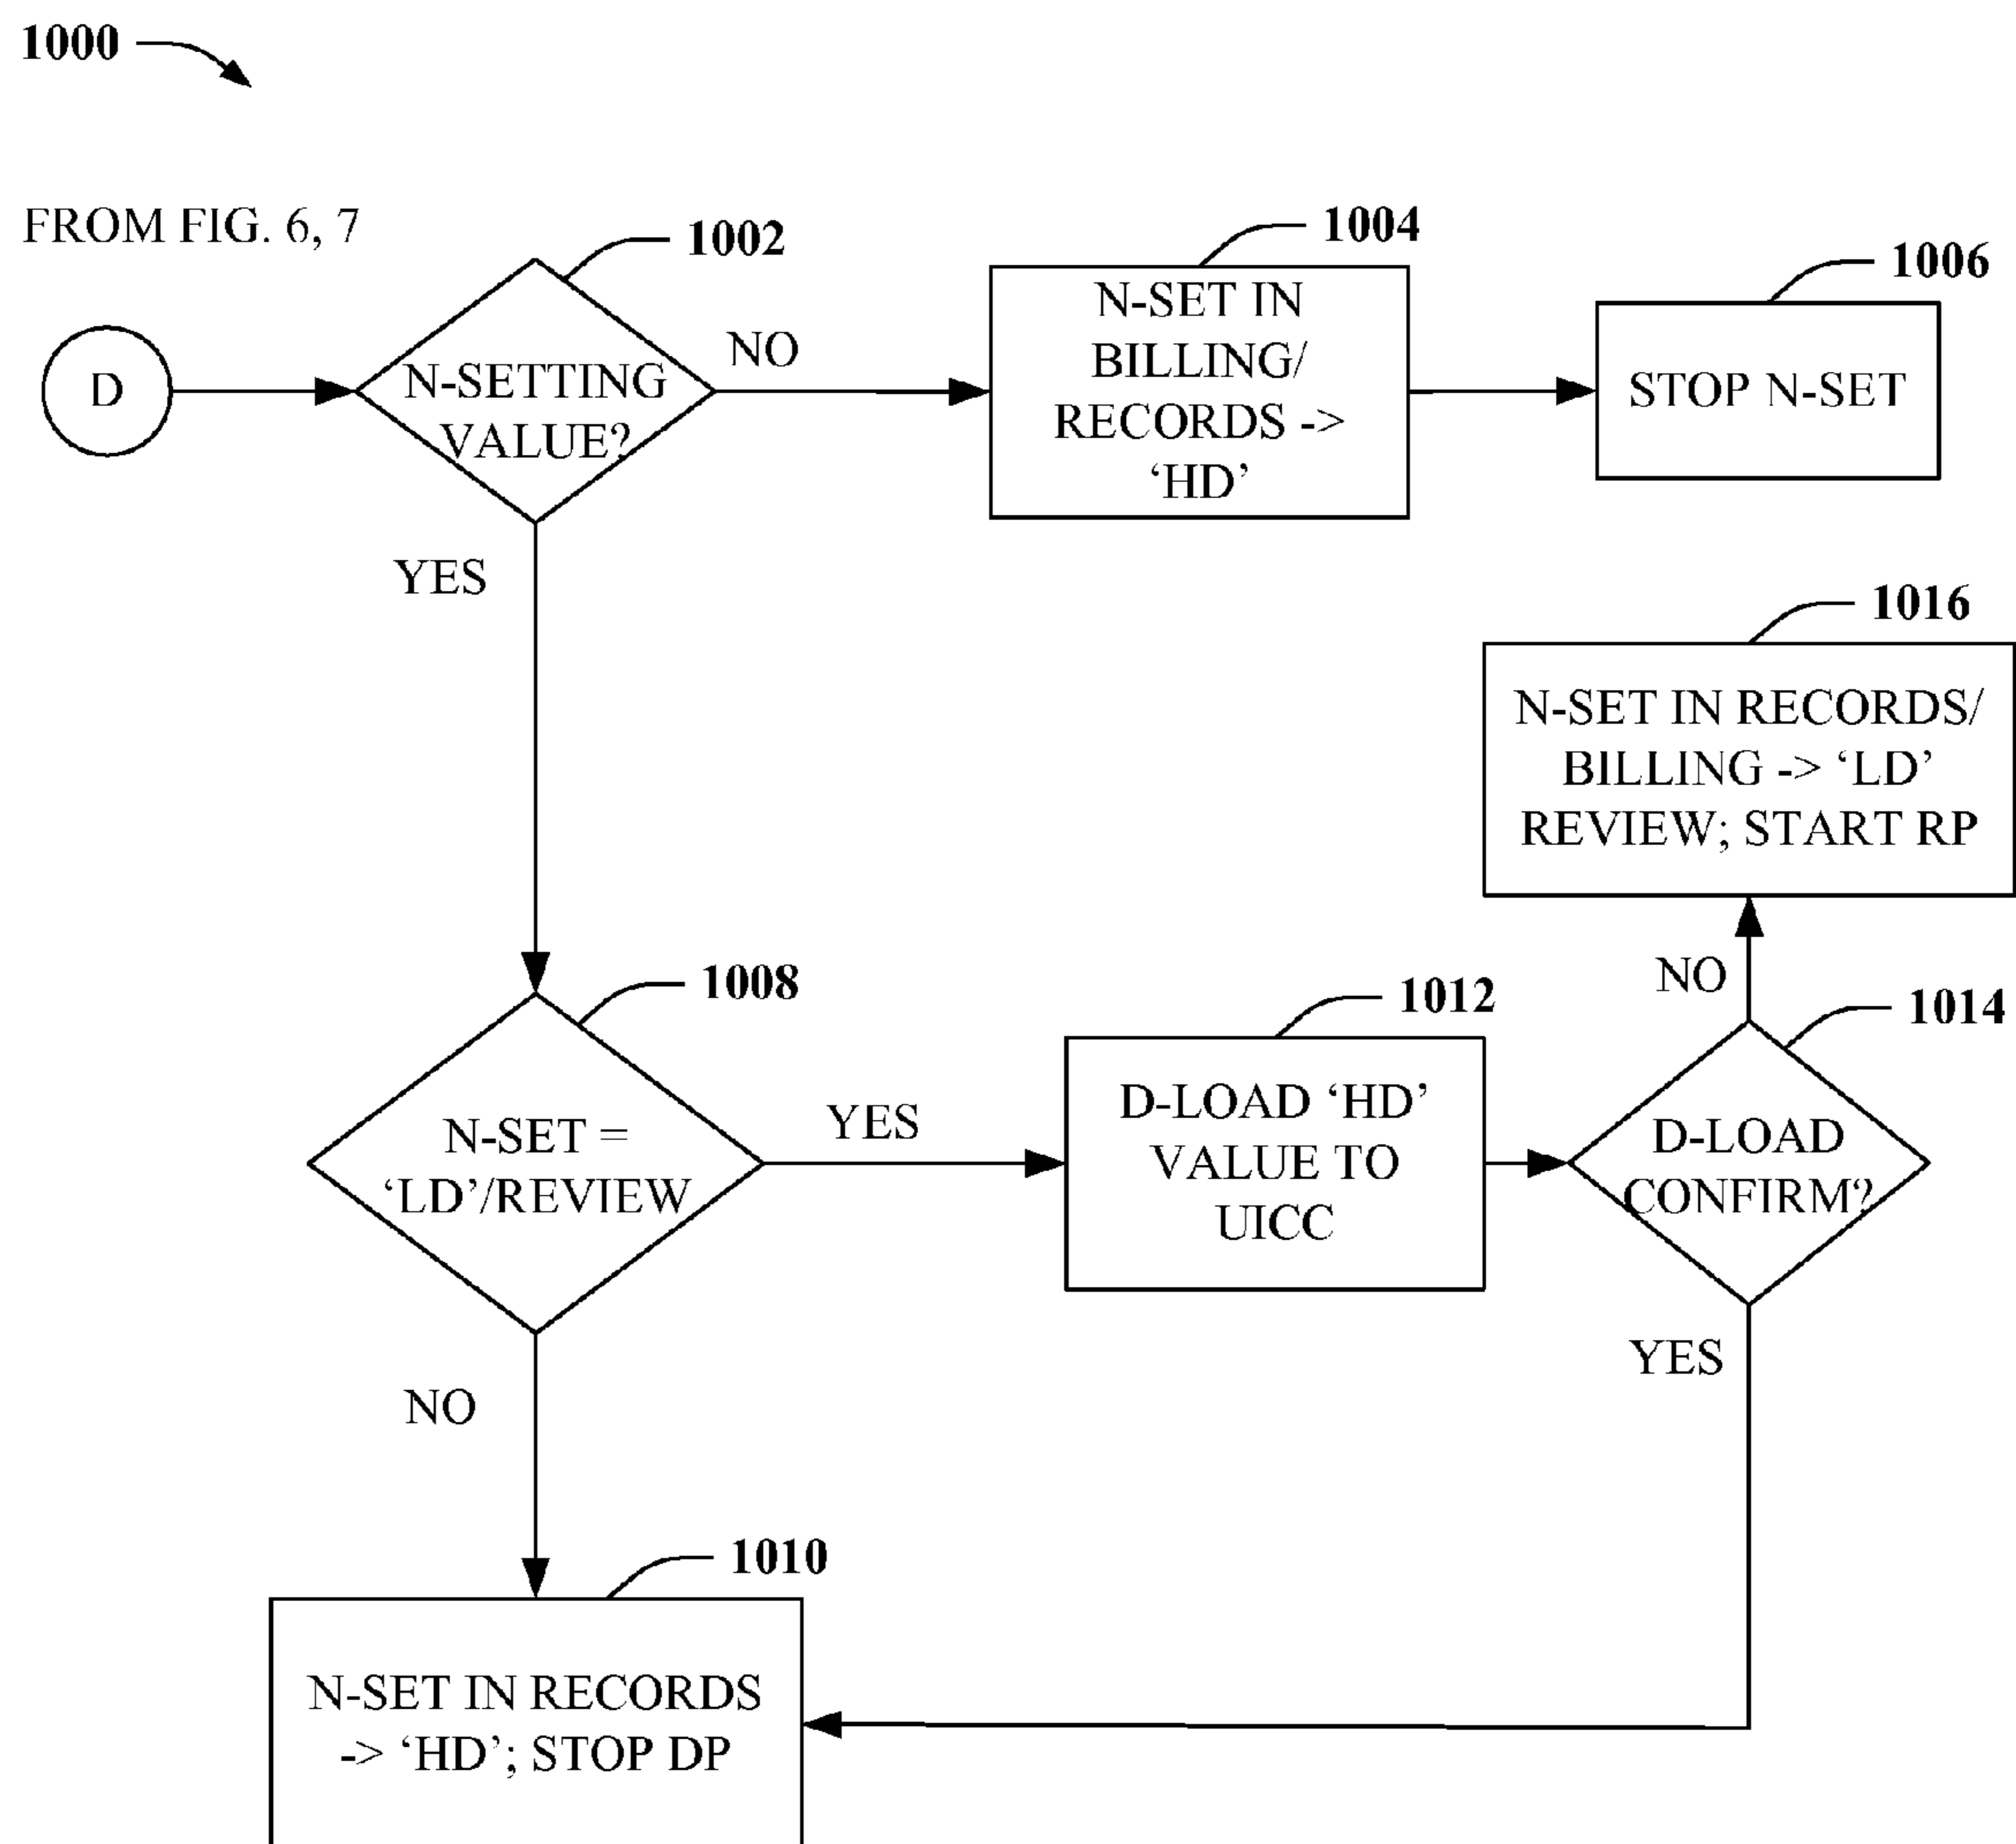 1000
FROM FIG. 6, 7
1002
1004
1006
D
N-SETTING
VALUE?
NO
N-SET IN
BILLING/
RECORDS ->
‘HD’
STOP N-SET
YES
1016
N-SET IN RECORDS/
BILLING -> ‘LD’
REVIEW; START RP
1008
1012
NO
1014
N-SET =
‘LD’/REVIEW
YES
D-LOAD ‘HD’
VALUE TO
UICC
D-LOAD
CONFIRM?
YES
NO
1010
N-SET IN RECORDS
-> ‘HD’; STOP DP